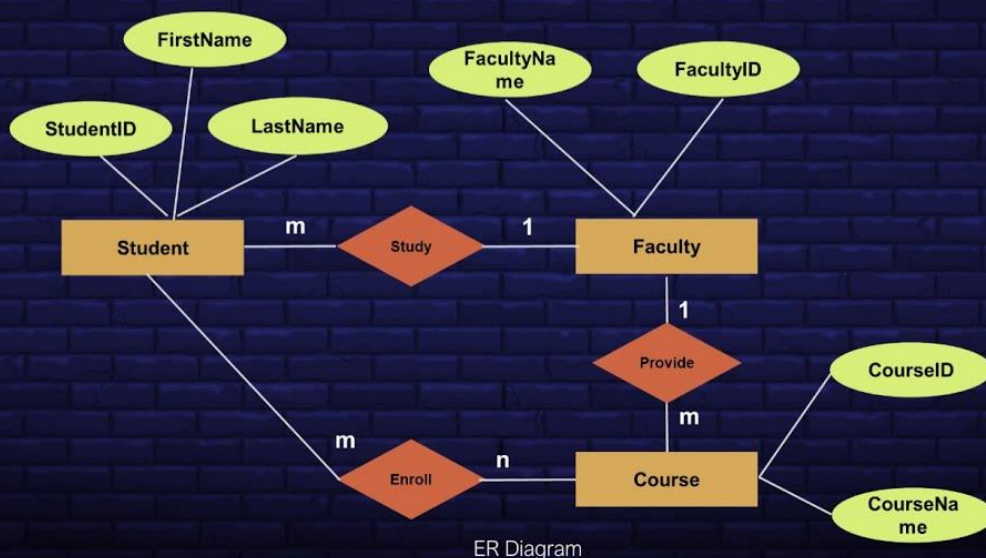 FirstName
FacultyNa
me
FacultyID
StudentID
LastName
m
1
Student
Study
Faculty
1
Provide
CourseID
m
m
n
Enroll
Course
CourseNa
me
ER Diagram